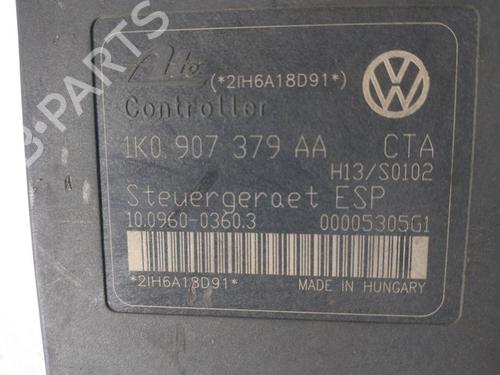 Ate (*2IH6A18D91*)
Controller
1K0 907 379 AA CTA
H13/S0102
Steuergeraet ESP
10.0960-0360.3 00005305G1
*2IH6A18D91* MADE IN HUNGARY
B-Parts